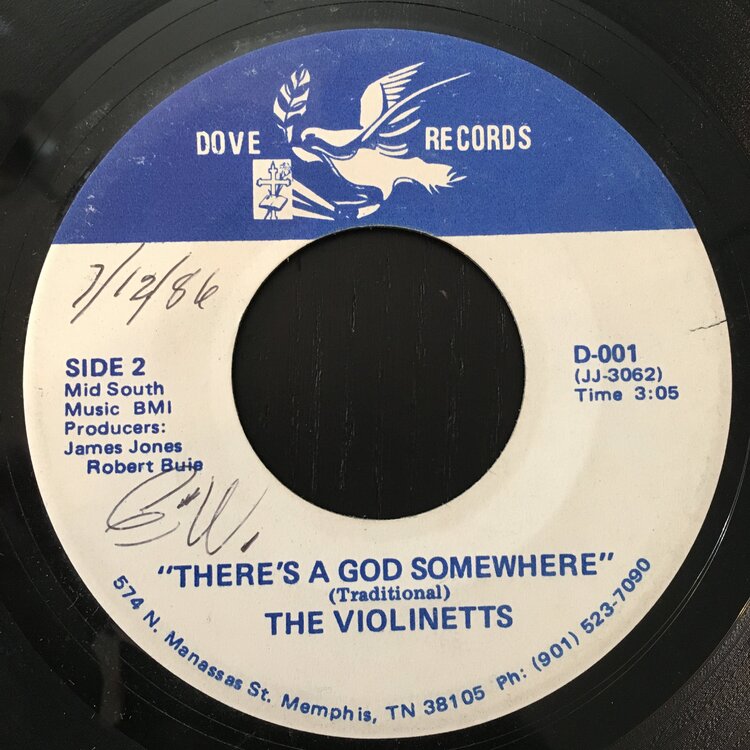 DOVE RECORDS
7/12/86
SIDE 2
Mid South
Music BMI
Producers:
James Jones
Robert Buie
D-001
(JJ-3062)
Time 3:05
"THERE'S A GOD SOMEWHERE"
(Traditional)
THE VIOLINETTS
574 N. Manassas St. Memphis, TN 38105 Ph: (901) 523-7090